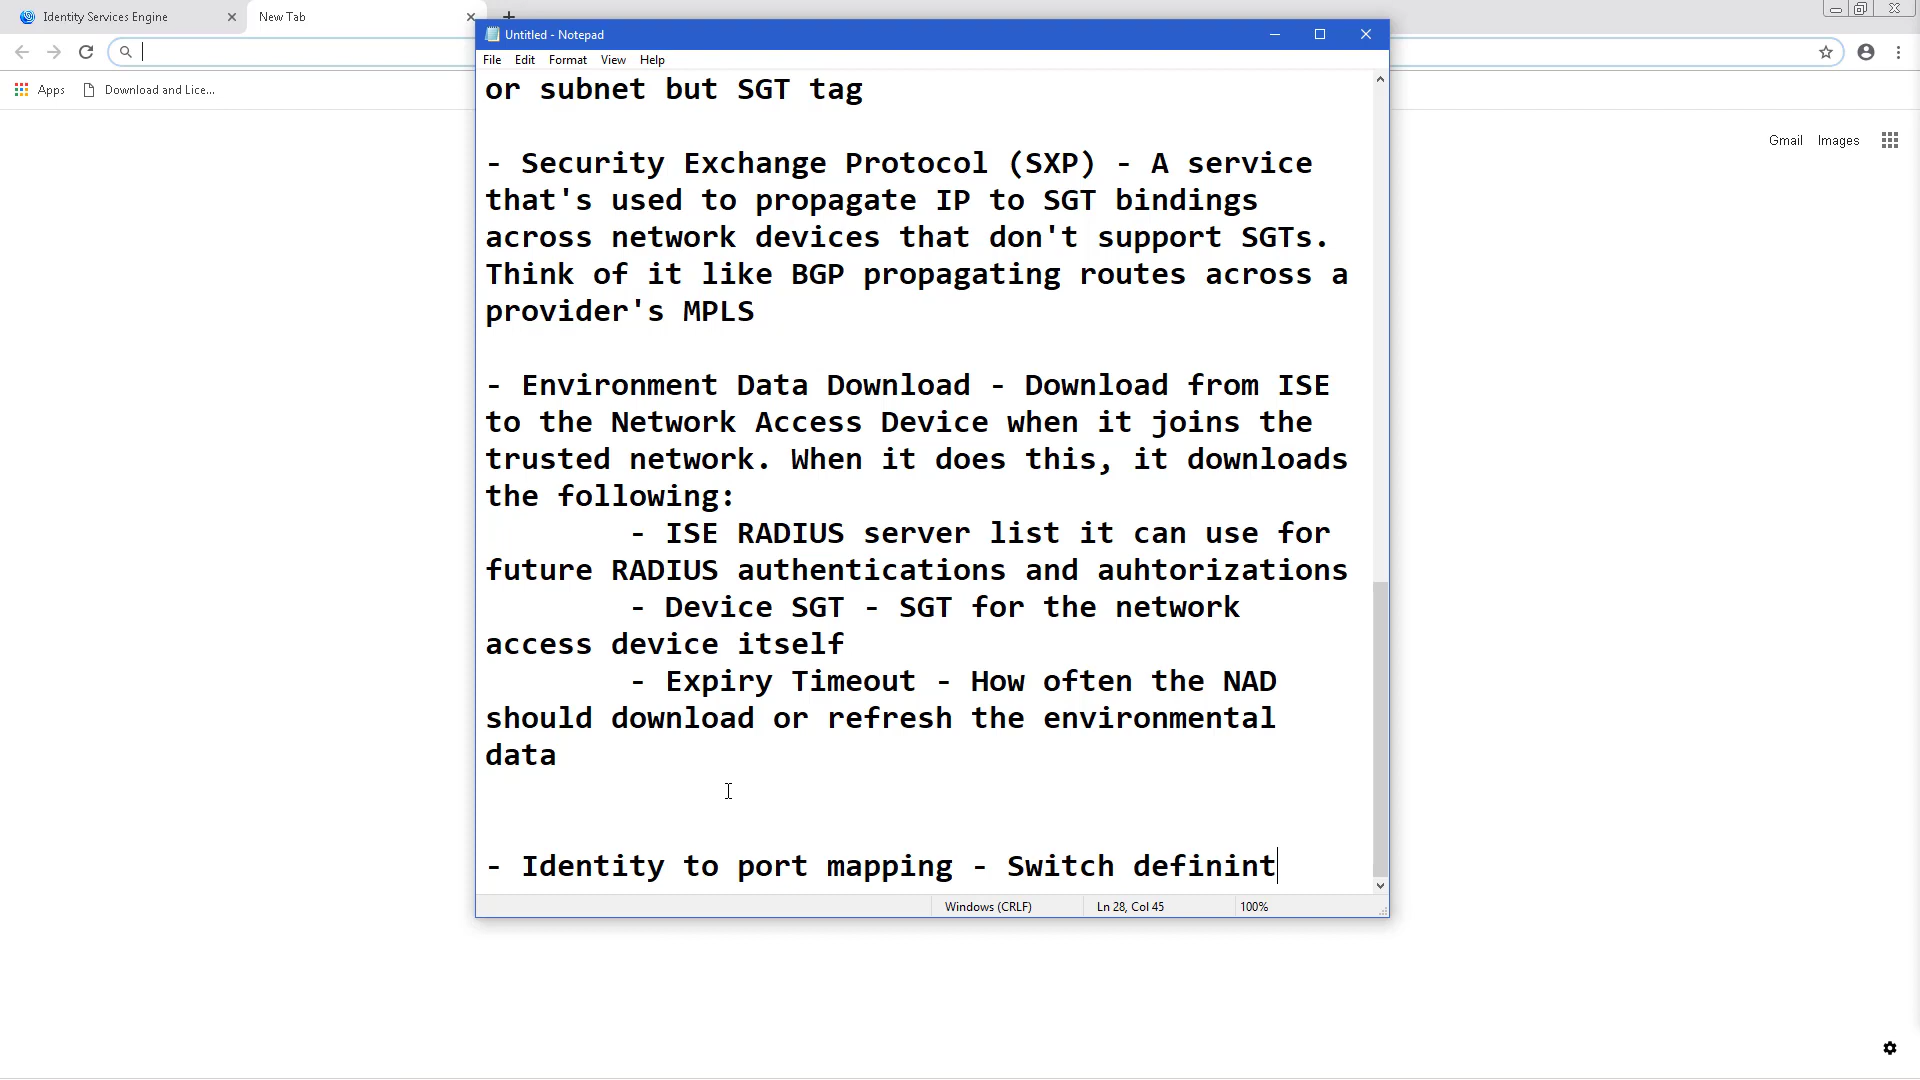 Identity Services Engine
New Tab
Untitled - Notepad
File Edit Format View Help
Apps Download and Lice...
Gmail Images
or subnet but SGT tag
- Security Exchange Protocol (SXP) - A service
that's used to propagate IP to SGT bindings
across network devices that don't support SGTs.
Think of it like BGP propagating routes across a
provider's MPLS
- Environment Data Download - Download from ISE
to the Network Access Device when it joins the
trusted network. When it does this, it downloads
the following:
- ISE RADIUS server list it can use for
future RADIUS authentications and auhtorizations
- Device SGT - SGT for the network
access device itself
- Expiry Timeout - How often the NAD
should download or refresh the environmental
data
- Identity to port mapping - Switch definint
Windows (CRLF) Ln 28, Col 45 100%